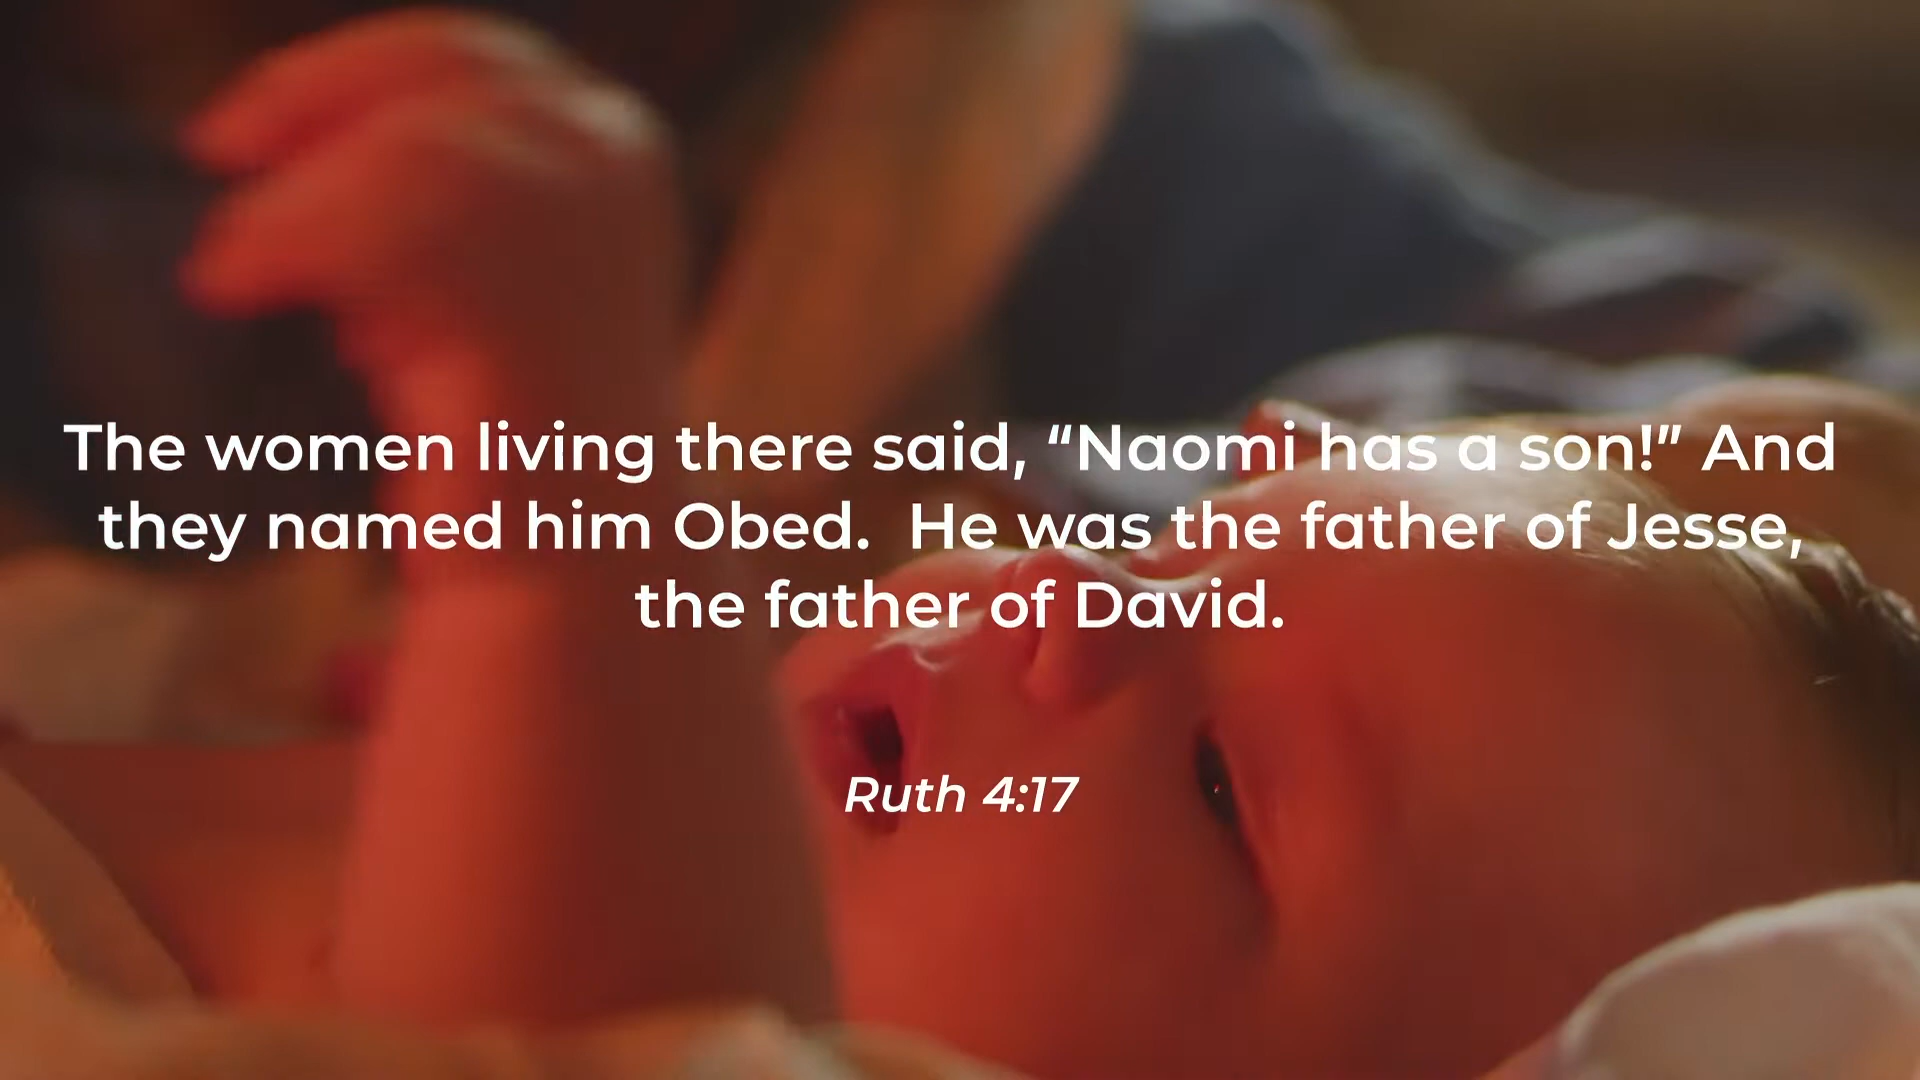 The women living there said, “Naomi has a son!” And
they named him Obed.  He was the father of Jesse,
the father of David.
Ruth 4:17